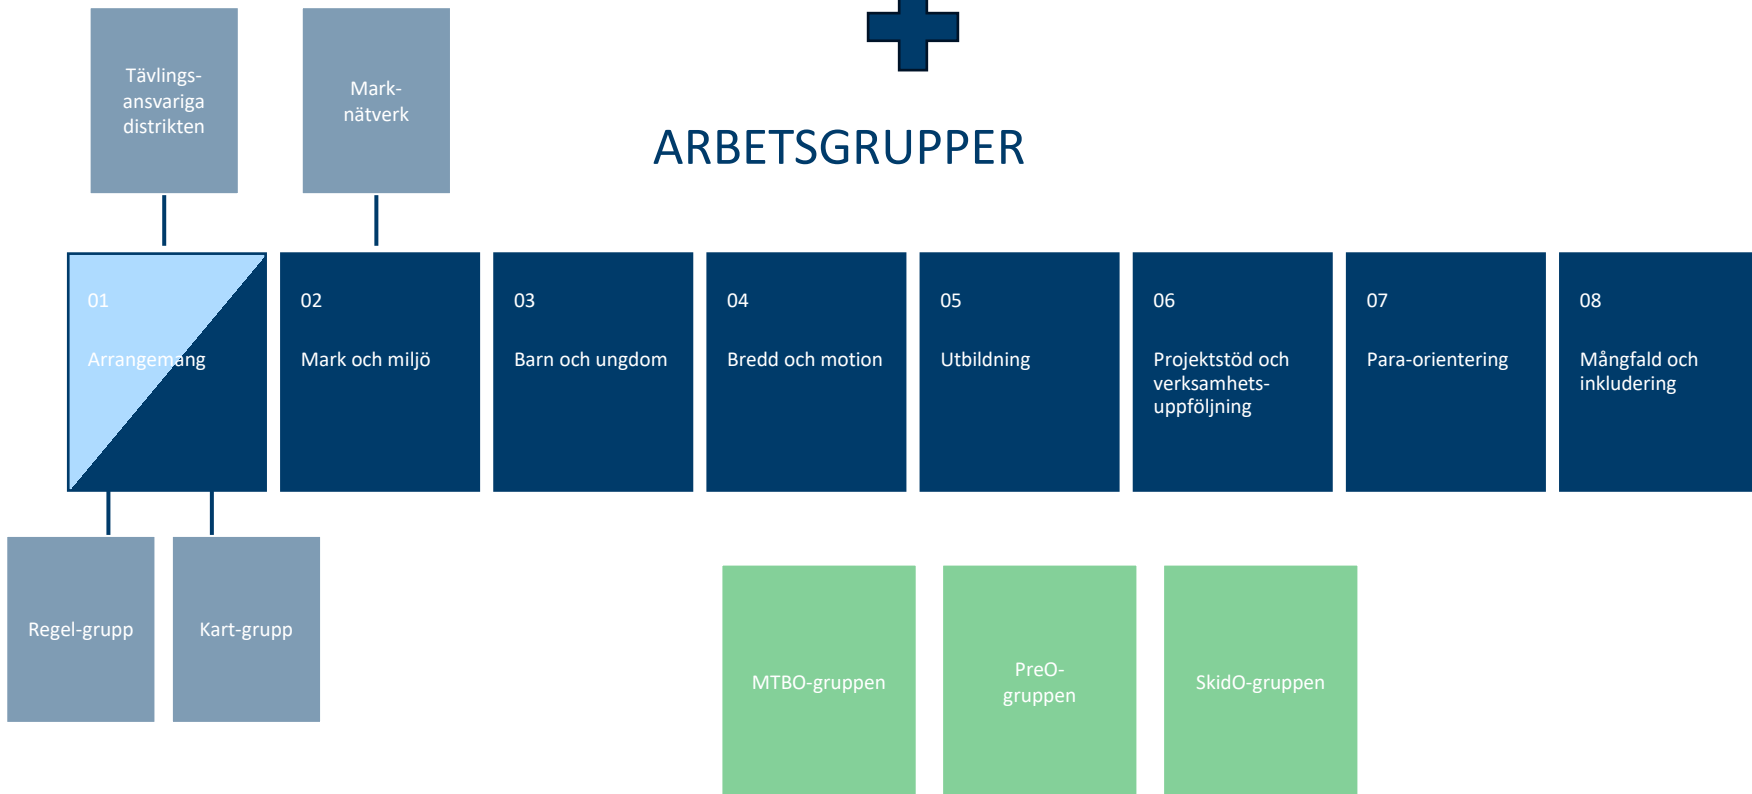 Tävlings-
ansvariga
distrikten
Mark-
nätverk
ARBETSGRUPPER
01
Arrangemang
02
Mark och miljö
03
Barn och ungdom
04
Bredd och motion
05
Utbildning
06
Projektstöd och
verksamhets-
uppföljning
07
Para-orientering
08
Mångfald och
inkludering
Regel-grupp
Kart-grupp
MTBO-gruppen
PreO-
gruppen
SkidO-gruppen